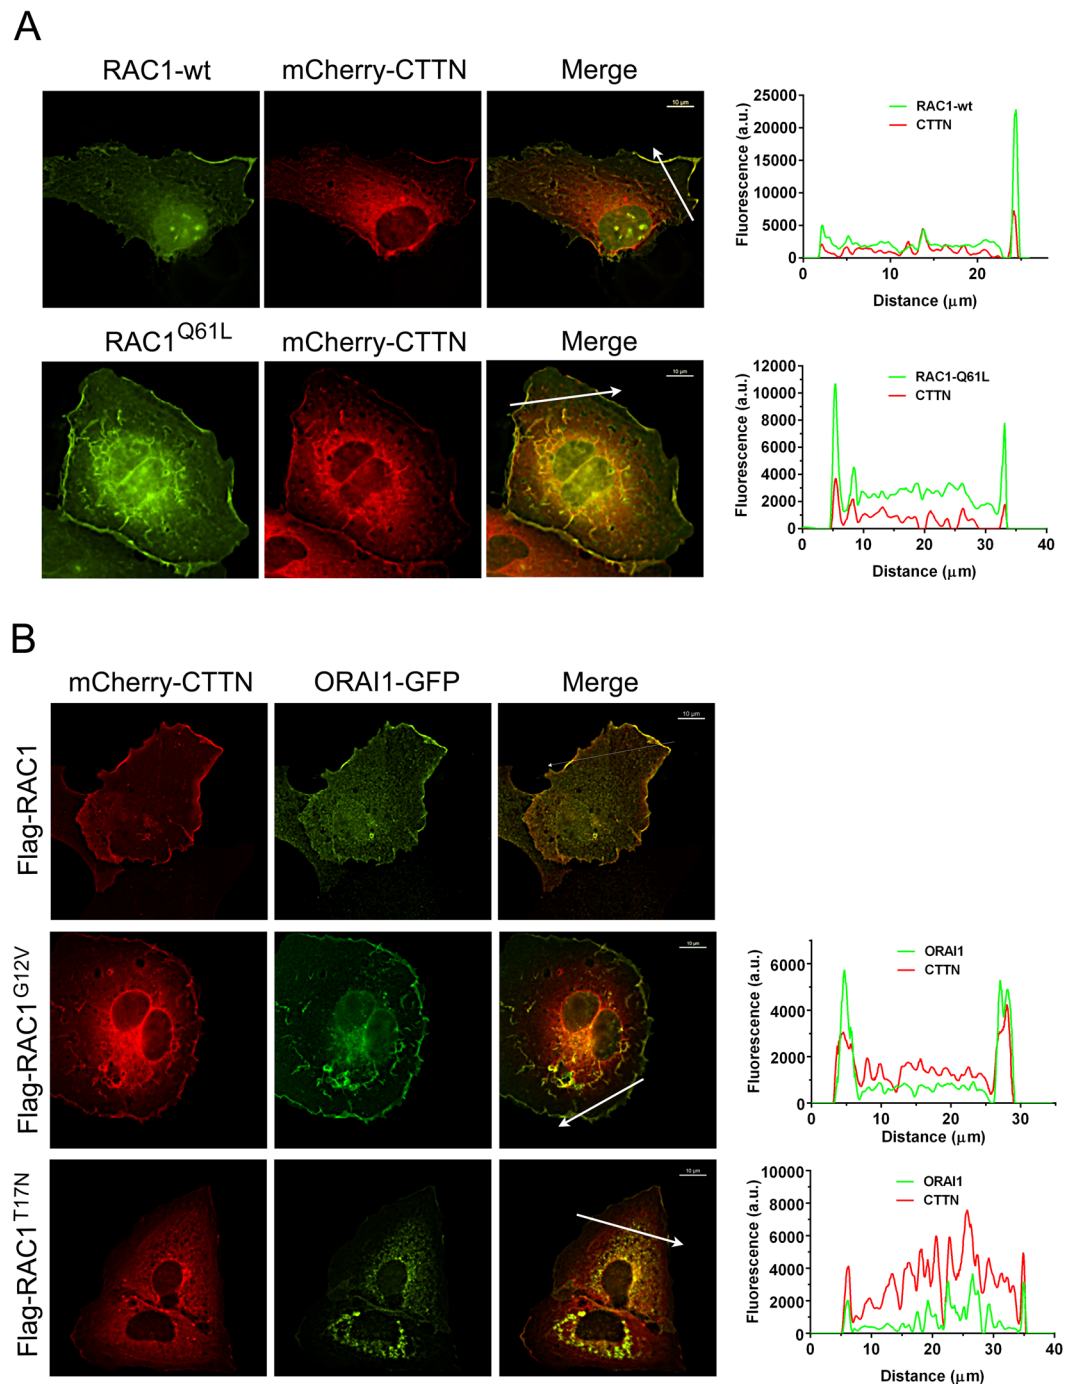 A
RAC1-wt mCherry-CTTN Merge
10 μm
25000
20000
15000
10000
5000
0
Fluorescence (a.u.)
RAC1-wt
CTTN
0 10 20
Distance (μm)
RAC1Q61L mCherry-CTTN Merge
10 μm
12000
10000
8000
6000
4000
2000
0
Fluorescence (a.u.)
RAC1-Q61L
CTTN
0 10 20 30 40
Distance (μm)
B
mCherry-CTTN ORAI1-GFP Merge
Flag-RAC1
10 μm
Flag-RAC1G12V
10 μm
6000
4000
2000
0
Fluorescence (a.u.)
ORAI1
CTTN
0 10 20 30
Distance (μm)
Flag-RAC1T17N
10 μm
10000
8000
6000
4000
2000
0
Fluorescence (a.u.)
ORAI1
CTTN
0 10 20 30 40
Distance (μm)